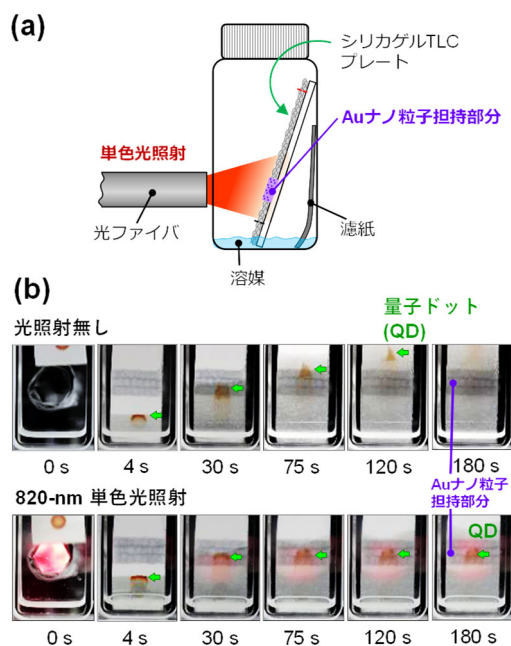 (a)
シリカゲルTLC
プレート
Auナノ粒子担持部分
単色光照射
光ファイバ
濾紙
溶媒
(b)
量子ドット
(QD)
光照射無し
0 s
4 s
30 s
75 s
120 s
180 s
Auナノ粒子
担持部分
820-nm 単色光照射
QD
0 s
4 s
30 s
75 s
120 s
180 s